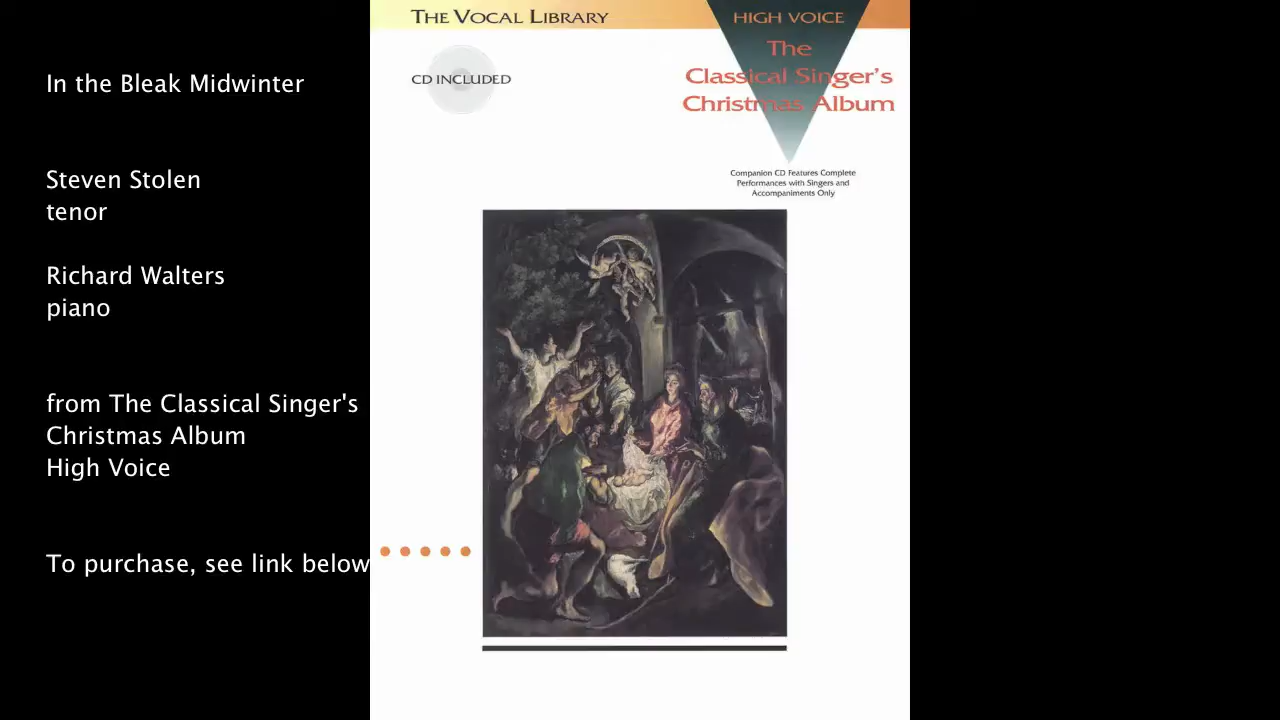 In the Bleak Midwinter
Steven Stolen
tenor
Richard Walters
piano
from The Classical Singer's
Christmas Album
High Voice
To purchase, see link below
THE VOCAL LIBRARY
HIGH VOICE
CD INCLUDED
The
Classical Singer's
Christmas Album
Companion CD Features Complete
Performances with Singers and
Accompaniments Only